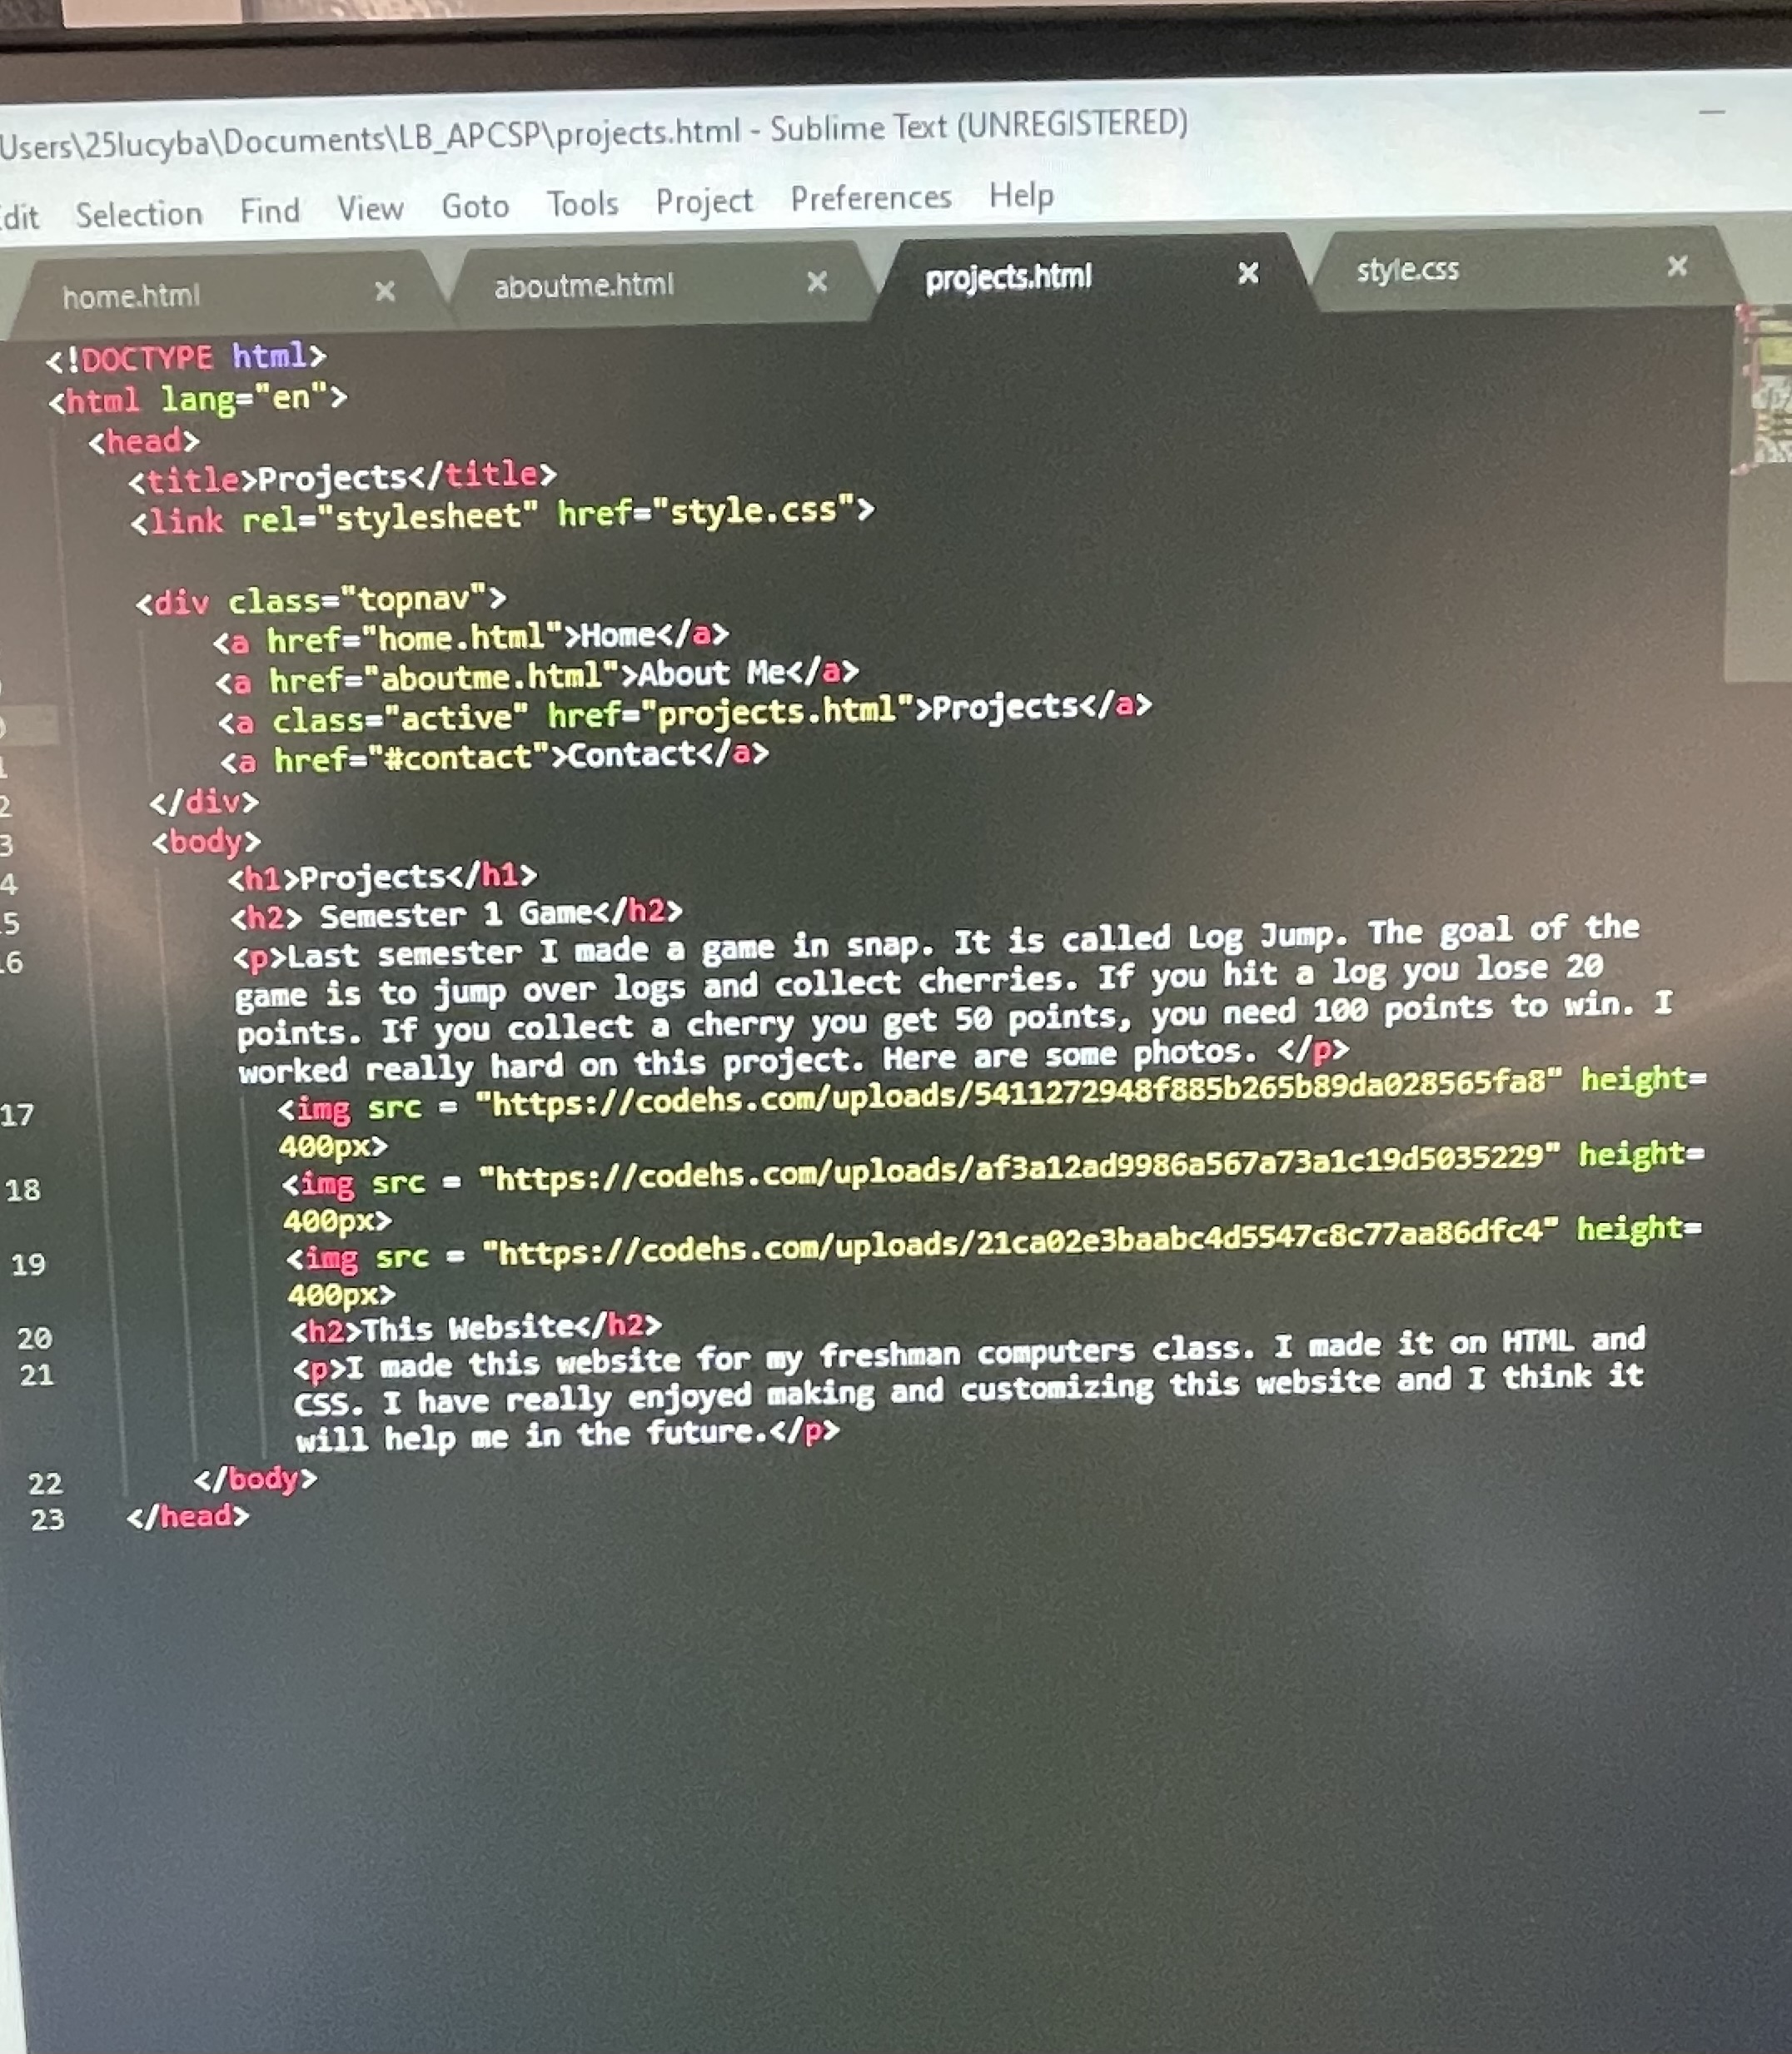 Users\25lucyba\Documents\LB_APCSP\projects.html - Sublime Text (UNREGISTERED)
dit Selection Find View Goto Tools Project Preferences Help
home.html × aboutme.html × projects.html × style.css ×
<!DOCTYPE html>
<html lang="en">
<head>
<title>Projects</title>
<link rel="stylesheet" href="style.css">
<div class="topnav">
<a href="home.html">Home</a>
<a href="aboutme.html">About Me</a>
<a class="active" href="projects.html">Projects</a>
<a href="#contact">Contact</a>
2 </div>
3 <body>
4 <h1>Projects</h1>
5 <h2> Semester 1 Game</h2>
16 <p>Last semester I made a game in snap. It is called Log Jump. The goal of the
game is to jump over logs and collect cherries. If you hit a log you lose 20
points. If you collect a cherry you get 50 points, you need 100 points to win. I
worked really hard on this project. Here are some photos. </p>
17 <img src = "https://codehs.com/uploads/5411272948f885b265b89da028565fa8" height=
400px>
18 <img src = "https://codehs.com/uploads/af3a12ad9986a567a73a1c19d5035229" height=
400px>
19 <img src = "https://codehs.com/uploads/21ca02e3baabc4d5547c8c77aa86dfc4" height=
400px>
20 <h2>This Website</h2>
21 <p>I made this website for my freshman computers class. I made it on HTML and
CSS. I have really enjoyed making and customizing this website and I think it
will help me in the future.</p>
22 </body>
23 </head>